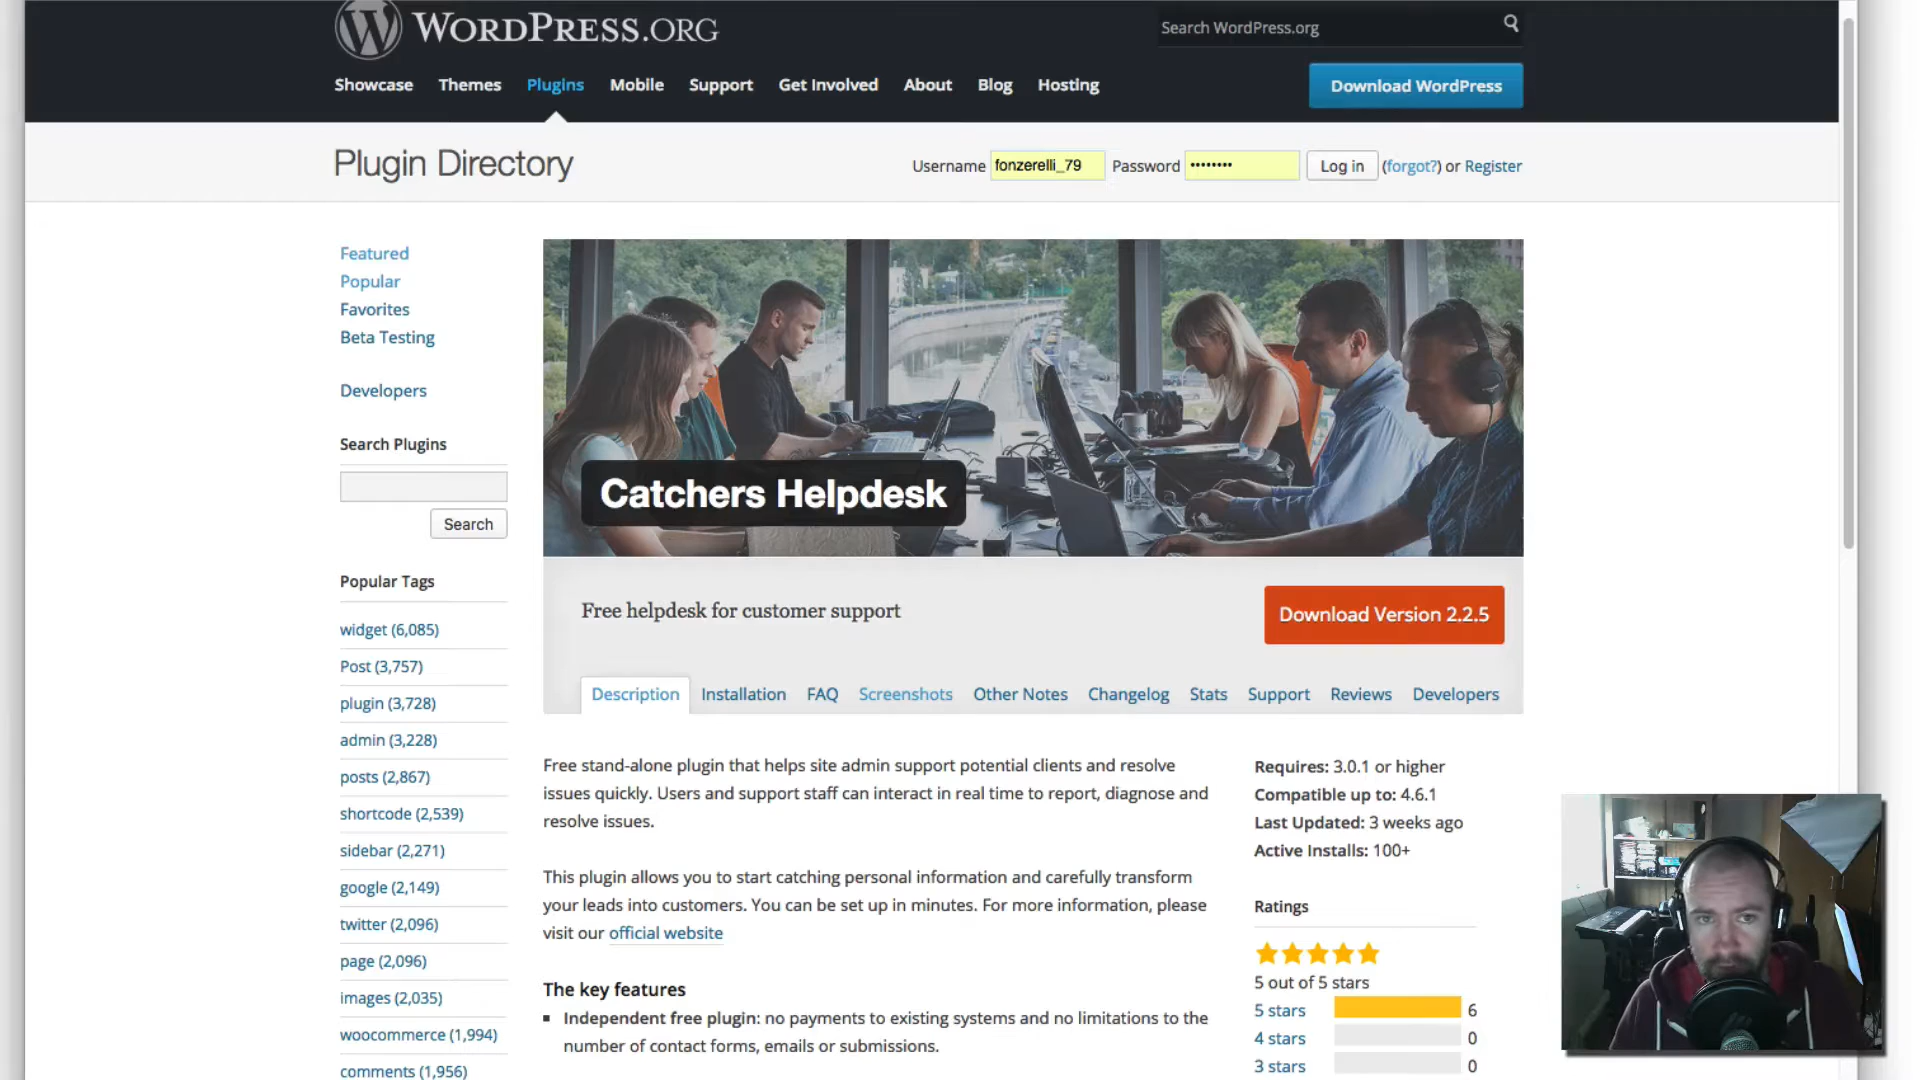 WORDPRESS.ORG
Search WordPress.org
Showcase Themes Plugins Mobile Support Get Involved About Blog Hosting
Download WordPress
Plugin Directory
Username fonzerelli_79 Password •••••••• Log in (forgot?) or Register
Featured
Popular
Favorites
Beta Testing
Developers
Search Plugins
Search
Popular Tags
widget (6,085)
Post (3,757)
plugin (3,728)
admin (3,228)
posts (2,867)
shortcode (2,539)
sidebar (2,271)
google (2,149)
twitter (2,096)
page (2,096)
images (2,035)
woocommerce (1,994)
comments (1,956)
Catchers Helpdesk
Free helpdesk for customer support
Download Version 2.2.5
Description Installation FAQ Screenshots Other Notes Changelog Stats Support Reviews Developers
Free stand-alone plugin that helps site admin support potential clients and resolve
issues quickly. Users and support staff can interact in real time to report, diagnose and
resolve issues.
This plugin allows you to start catching personal information and carefully transform
your leads into customers. You can be set up in minutes. For more information, please
visit our official website
The key features
▪ Independent free plugin: no payments to existing systems and no limitations to the
number of contact forms, emails or submissions.
Requires: 3.0.1 or higher
Compatible up to: 4.6.1
Last Updated: 3 weeks ago
Active Installs: 100+
Ratings
5 out of 5 stars
5 stars 6
4 stars 0
3 stars 0